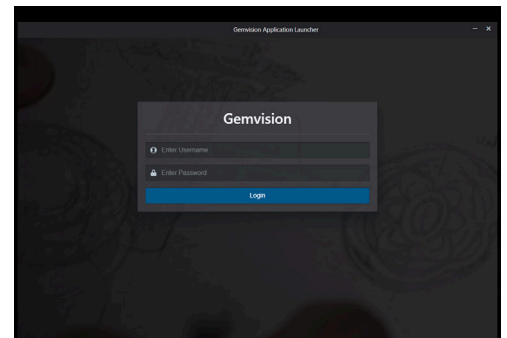 Gemvision Application Launcher
Gemvision
Enter Username
Enter Password
Login